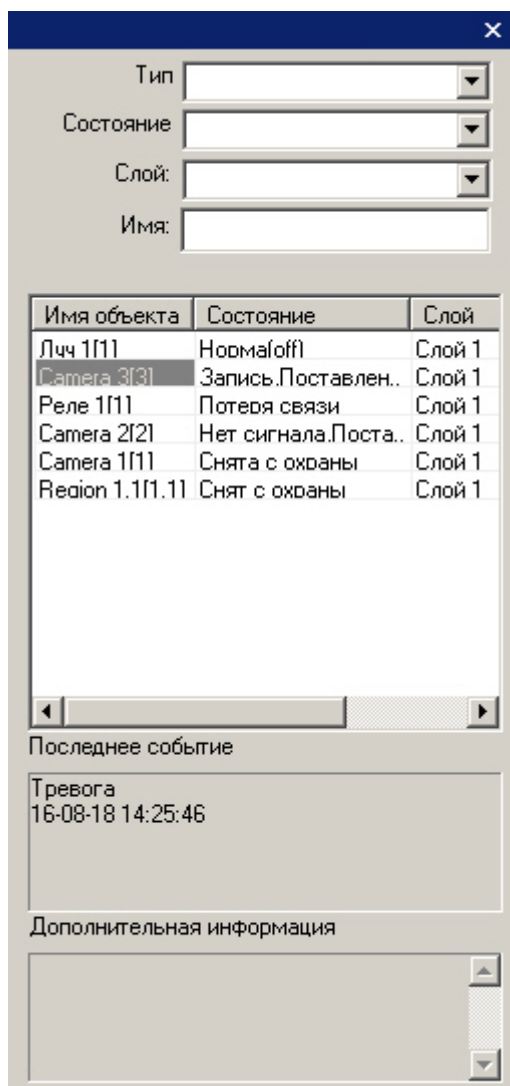 Тип
Состояние
Слой:
Имя:
Имя объекта Состояние Слой
Луч 1[1] Норма(off) Слой 1
Camera 3[3] Запись.Поставлен.. Слой 1
Реле 1[1] Потеря связи Слой 1
Camera 2[2] Нет сигнала.Поста.. Слой 1
Camera 1[1] Снята с охраны Слой 1
Region 1.1[1.1] Снят с охраны Слой 1
Последнее событие
Тревога
16-08-18 14:25:46
Дополнительная информация